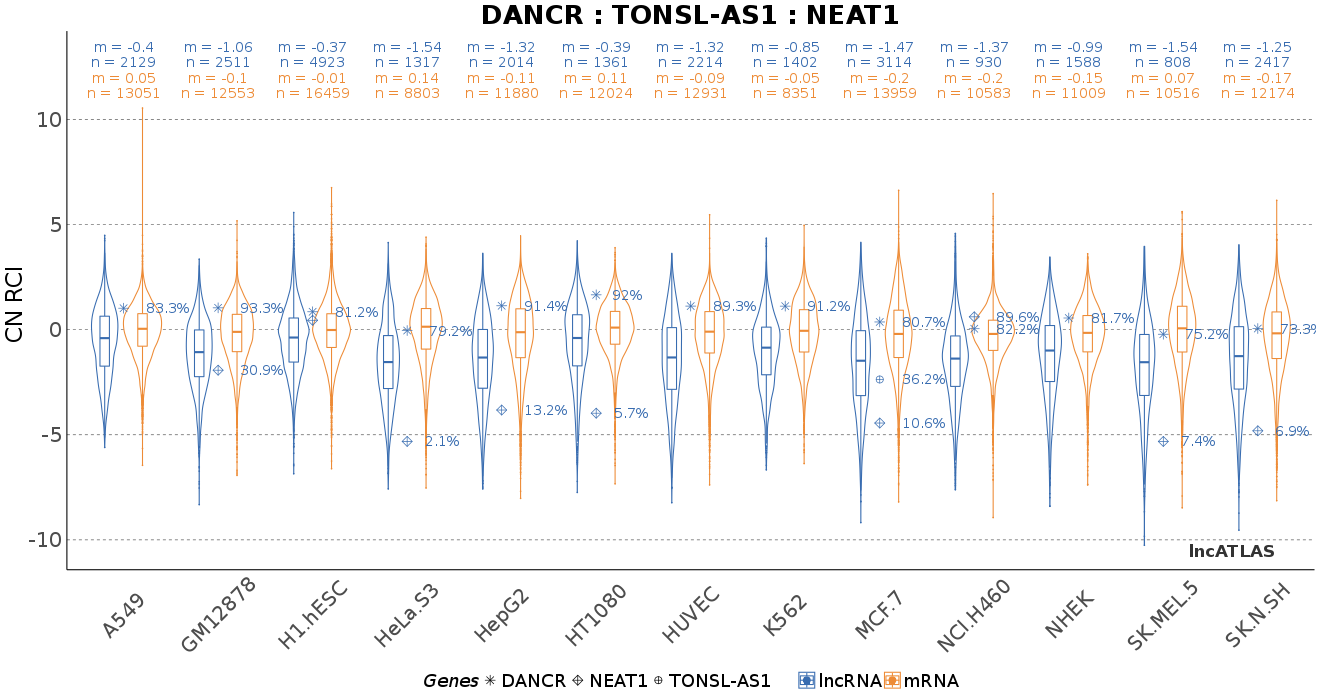 DANCR : TONSL-AS1 : NEAT1
m = -0.4 m = -1.06 m = -0.37 m = -1.54 m = -1.32 m = -0.39 m = -1.32 m = -0.85 m = -1.47 m = -1.37 m = -0.99 m = -1.54 m = -1.25
n = 2129 n = 2511 n = 4923 n = 1317 n = 2014 n = 1361 n = 2214 n = 1402 n = 3114 n = 930 n = 1588 n = 808 n = 2417
m = 0.05 m = -0.1 m = -0.01 m = 0.14 m = -0.11 m = 0.11 m = -0.09 m = -0.05 m = -0.2 m = -0.2 m = -0.15 m = 0.07 m = -0.17
n = 13051 n = 12553 n = 16459 n = 8803 n = 11880 n = 12024 n = 12931 n = 8351 n = 13959 n = 10583 n = 11009 n = 10516 n = 12174
10
5
0
-5
-10
CN RCI
83.3% 93.3% 81.2% 79.2% 91.4% 92% 89.3% 91.2% 80.7% 89.6% 81.7% 75.2% 73.3%
82.2%
30.9% 36.2%
2.1% 13.2% 5.7% 10.6% 7.4% 6.9%
lncATLAS
A549 GM12878 H1.hESC HeLa.S3 HepG2 HT1080 HUVEC K562 MCF.7 NCI.H460 NHEK SK.MEL.5 SK.N.SH
Genes DANCR NEAT1 TONSL-AS1 lncRNA mRNA